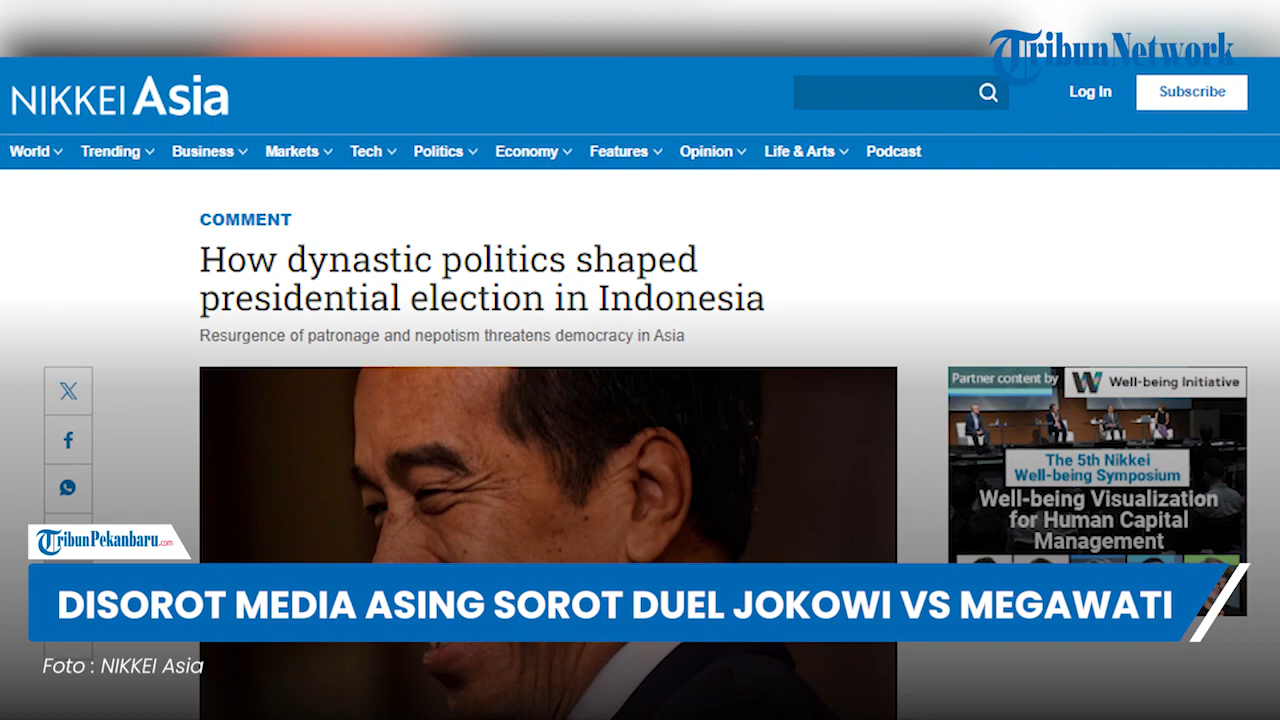 TribunNetwork
NIKKEI Asia
Log In
Subscribe
World
Trending
Business
Markets
Tech
Politics
Economy
Features
Opinion
Life & Arts
Podcast
COMMENT
How dynastic politics shaped
presidential election in Indonesia
Resurgence of patronage and nepotism threatens democracy in Asia
Partner content by
Well-being Initiative
The 5th Nikkei
Well-being Symposium
Well-being Visualization
for Human Capital
Management
TribunPekanbaru.com
DISOROT MEDIA ASING SOROT DUEL JOKOWI VS MEGAWATI
Foto : NIKKEI Asia